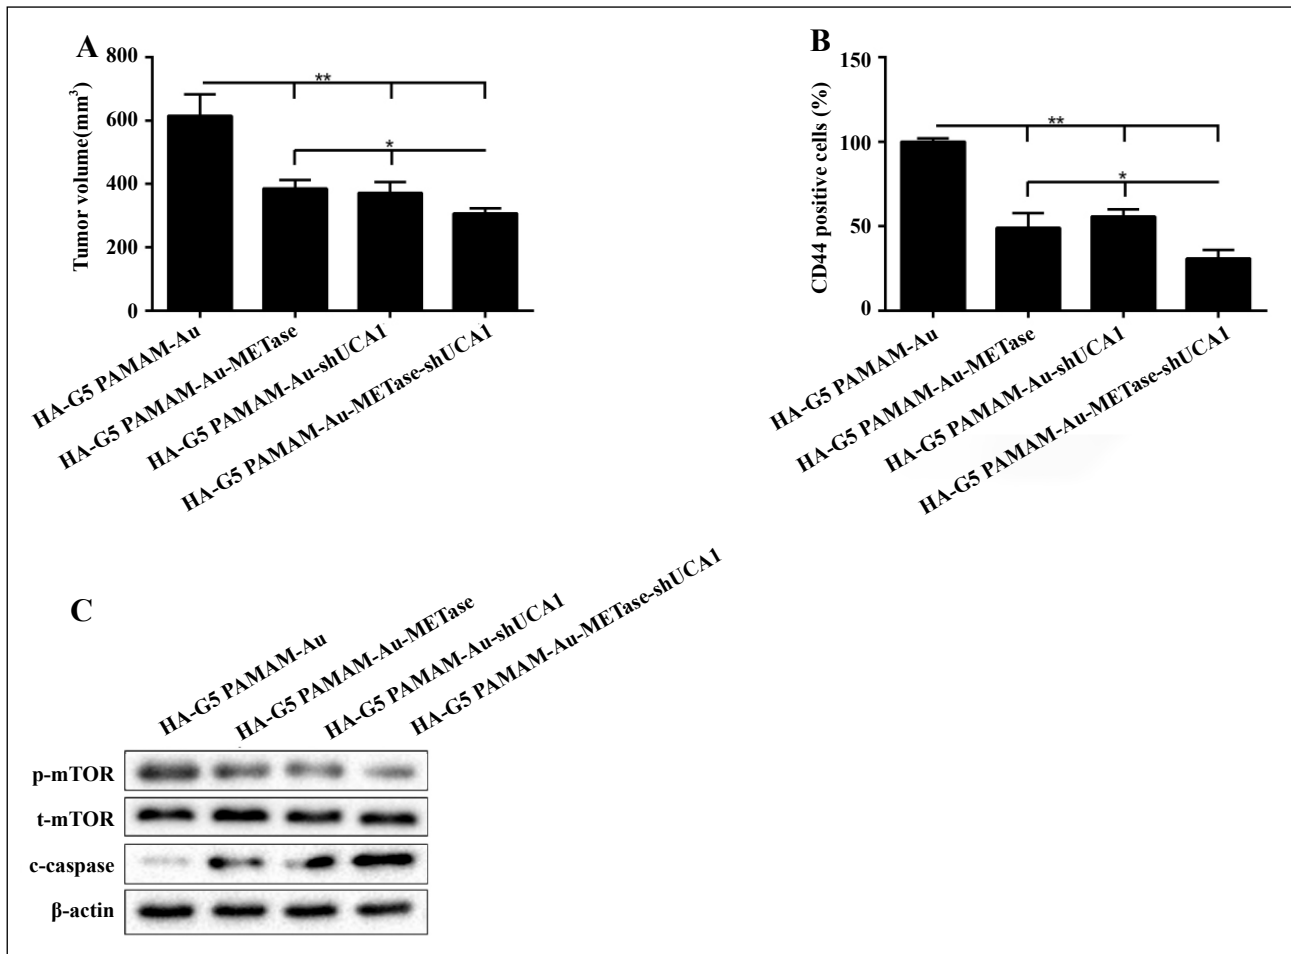 A
800
600
400
200
0
Tumor volume(mm³)
**
*
HA-G5 PAMAM-Au
HA-G5 PAMAM-Au-METase
HA-G5 PAMAM-Au-shUCA1
HA-G5 PAMAM-Au-METase-shUCA1
B
150
100
50
0
CD44 positive cells (%)
**
*
HA-G5 PAMAM-Au
HA-G5 PAMAM-Au-METase
HA-G5 PAMAM-Au-shUCA1
HA-G5 PAMAM-Au-METase-shUCA1
C
HA-G5 PAMAM-Au
HA-G5 PAMAM-Au-METase
HA-G5 PAMAM-Au-shUCA1
HA-G5 PAMAM-Au-METase-shUCA1
p-mTOR
t-mTOR
c-caspase
β-actin